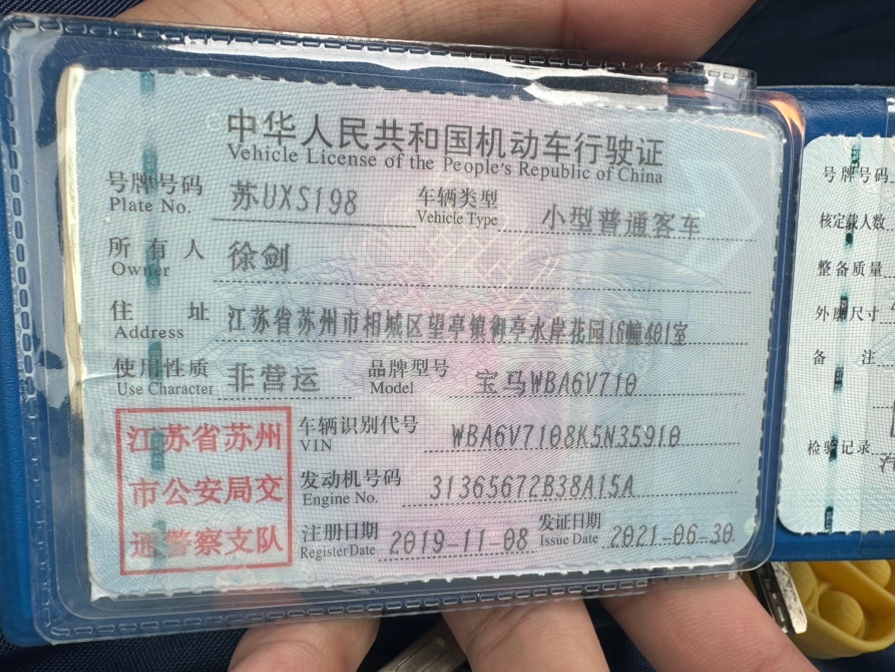 中华人民共和国机动车行驶证
Vehicle License of the People's Republic of China
号牌号码 苏UXS198 车辆类型 小型普通客车
Plate No. Vehicle Type
所有人 徐剑
Owner
住址 江苏省苏州市相城区望亭镇御亭水岸花园16幢401室
Address
使用性质 非营运 品牌型号 宝马WBA6V710
Use Character Model
江苏省苏州
市公安局交
通警察支队
车辆识别代号 WBA6V7108K5N35910
VIN
发动机号码 31365672B38A15A
Engine No.
注册日期 2019-11-08 发证日期 2021-06-30
Register Date Issue Date
号牌号码
核定载人数
整备质量
外廓尺寸
备注
检验记录